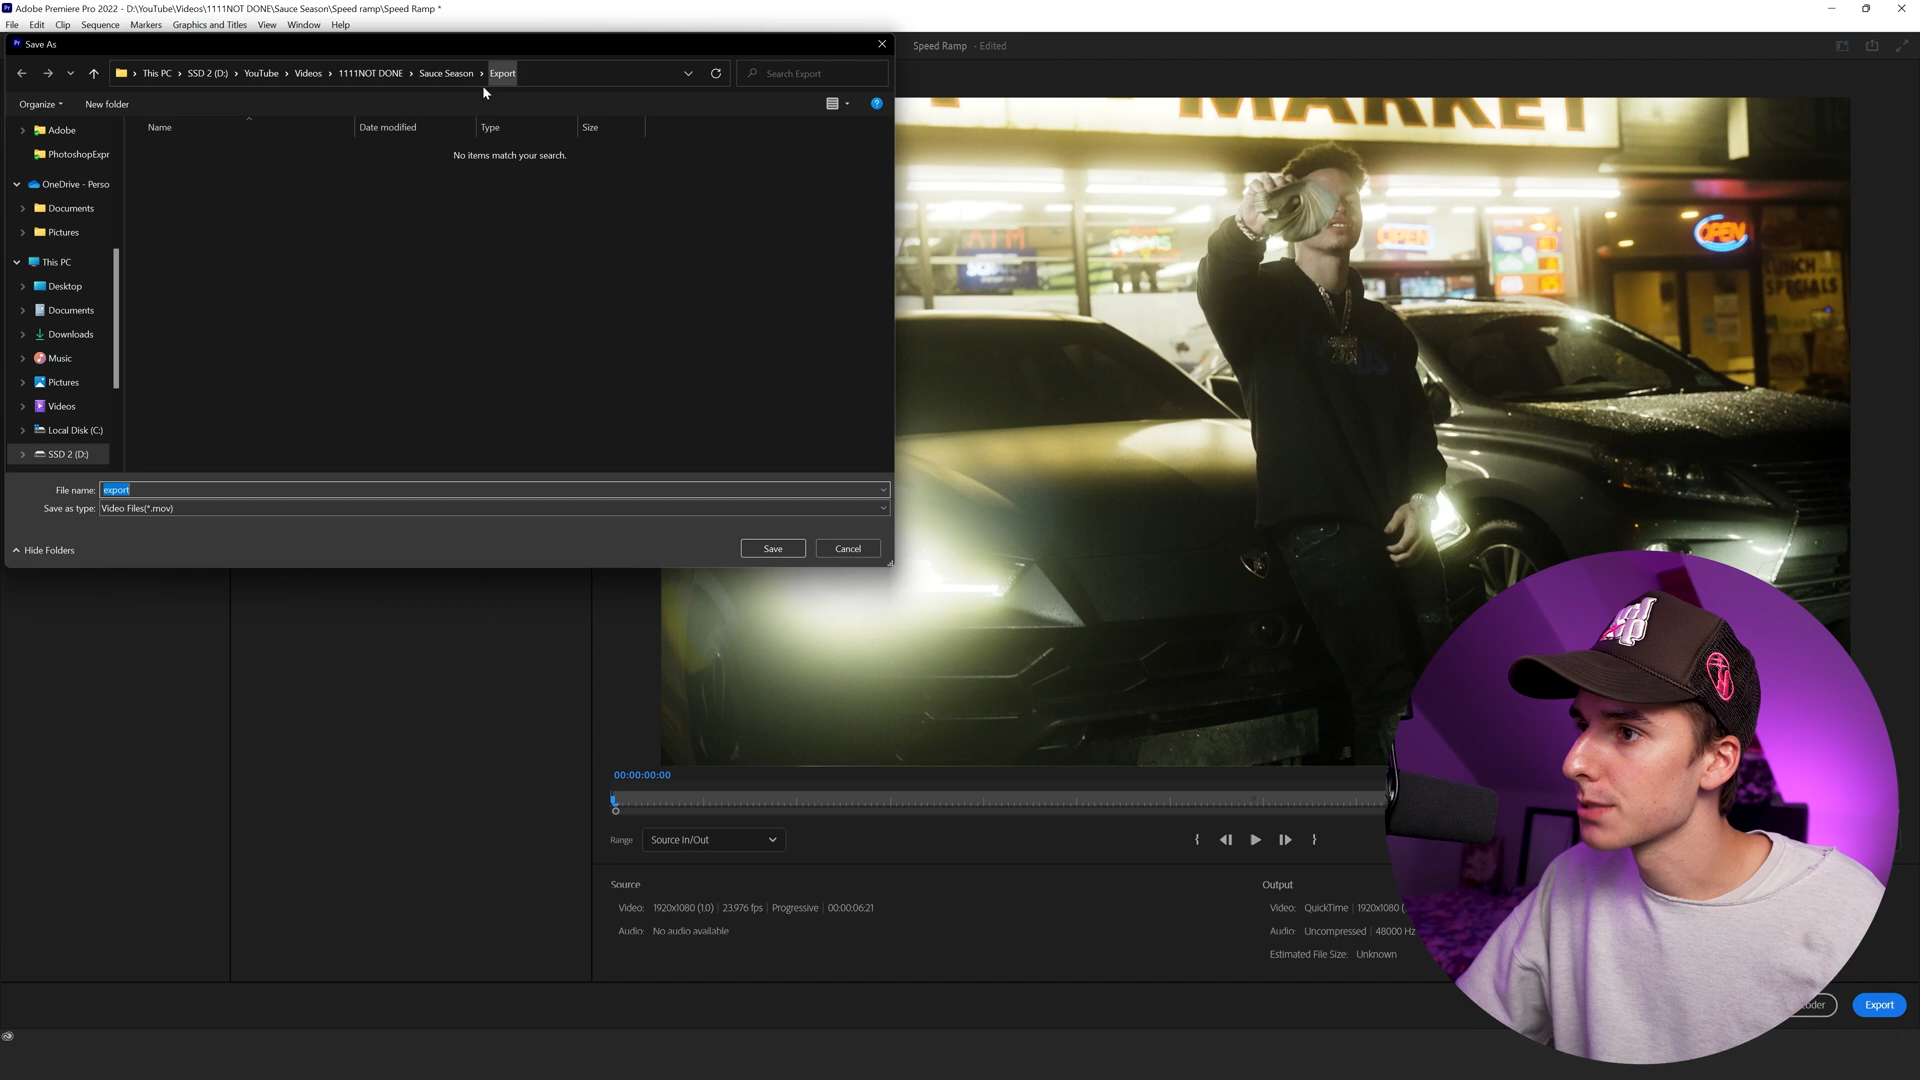 Adobe Premiere Pro 2022 - D:\YouTube\Videos\1111NOT DONE\Sauce Season\Speed ramp\Speed Ramp *
File Edit Clip Sequence Markers Graphics and Titles View Window Help
Save As
Speed Ramp - Edited
This PC › SSD 2 (D:) › YouTube › Videos › 1111NOT DONE › Sauce Season › Export
Search Export
Organize New folder
Name Date modified Type Size
No items match your search.
Adobe
PhotoshopExpr
OneDrive - Perso
Documents
Pictures
This PC
Desktop
Documents
Downloads
Music
Pictures
Videos
Local Disk (C:)
SSD 2 (D:)
File name: export
Save as type: Video Files(*.mov)
Hide Folders
Save Cancel
MARKET
ATM
OPEN
OPEN
LUNCH
SPECIALS
00:00:00:00
Range Source In/Out
Source
Video: 1920x1080 (1.0) | 23.976 fps | Progressive | 00:00:06:21
Audio: No audio available
Output
Video: QuickTime | 1920x1080 (
Audio: Uncompressed | 48000 Hz
Estimated File Size: Unknown
oder
Export